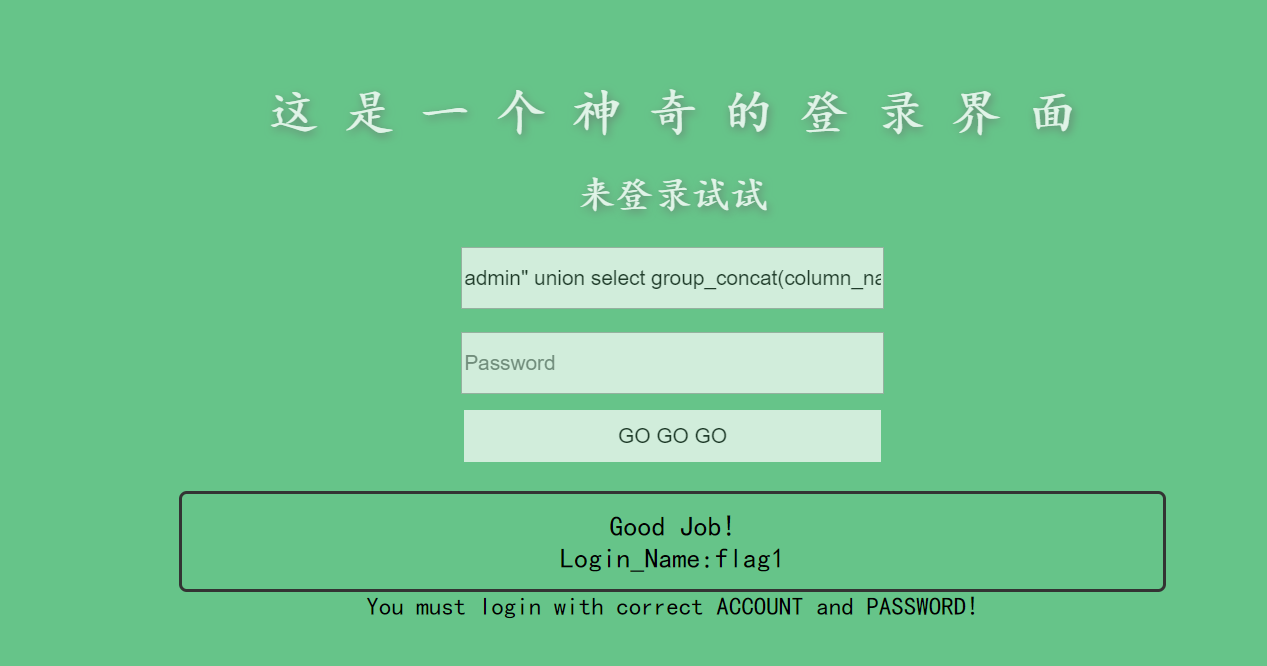 这是一个神奇的登录界面
来登录试试
admin" union select group_concat(column_na
Password
GO GO GO
Good Job!
Login_Name:flag1
You must login with correct ACCOUNT and PASSWORD!